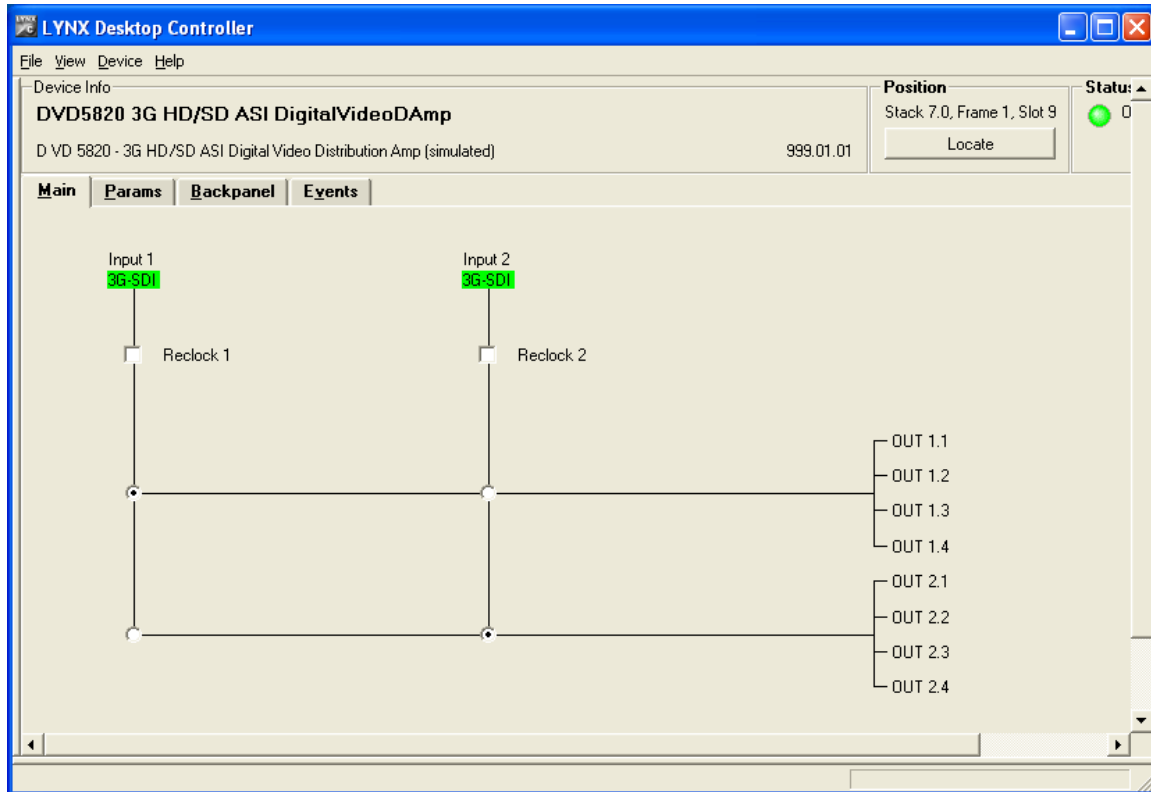 LYNX Desktop Controller
File View Device Help
Device Info
DVD5820 3G HD/SD ASI DigitalVideoDAmp
D VD 5820 - 3G HD/SD ASI Digital Video Distribution Amp (simulated) 999.01.01
Position
Stack 7.0, Frame 1, Slot 9
Locate
Main Params Backpanel Events
Input 1 Input 2
3G-SDI 3G-SDI
Reclock 1 Reclock 2
OUT 1.1
OUT 1.2
OUT 1.3
OUT 1.4
OUT 2.1
OUT 2.2
OUT 2.3
OUT 2.4